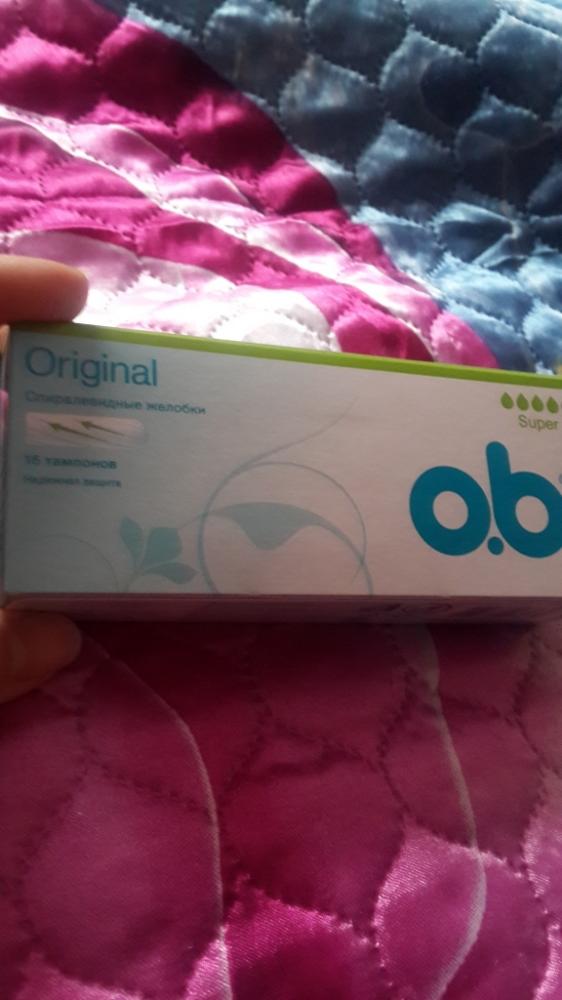 Original
Спиралевидные желобки
16 тампонов
Надежная защита
Super
o.b